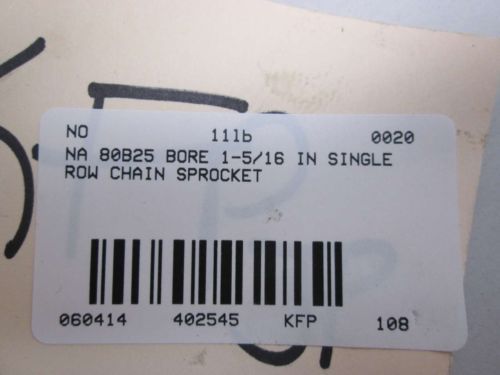 NO 11lb 0020
NA 80B25 BORE 1-5/16 IN SINGLE
ROW CHAIN SPROCKET
060414 402545 KFP 108